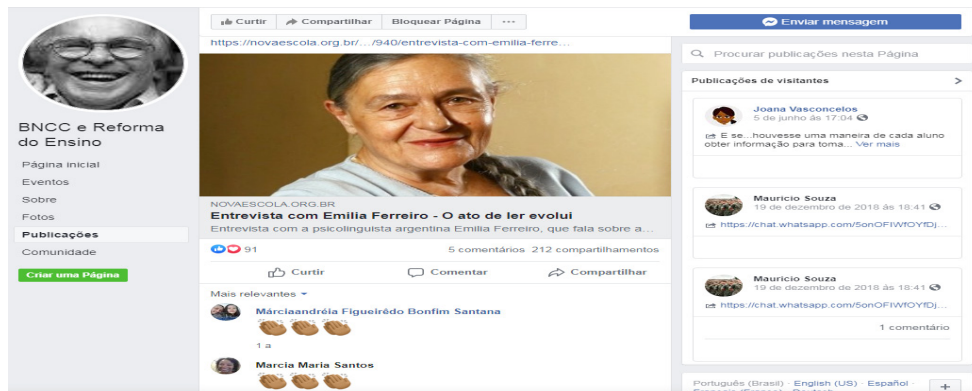 Curtir Compartilhar Bloquear Página ...
https://novaescola.org.br/.../940/entrevista-com-emilia-ferre...
BNCC e Reforma
do Ensino
Página inicial
Eventos
Sobre
Fotos
Publicações
Comunidade
Criar uma Página
NOVAESCOLA.ORG.BR
Entrevista com Emilia Ferreiro - O ato de ler evolui
Entrevista com a psicolinguista argentina Emilia Ferreiro, que fala sobre a...
91 5 comentários 212 compartilhamentos
Curtir Comentar Compartilhar
Mais relevantes
Márciaandréia Figueirêdo Bonfim Santana
1 a
Marcia Maria Santos
Enviar mensagem
Procurar publicações nesta Página
Publicações de visitantes
Joana Vasconcelos
5 de junho às 17:04
E se...houvesse uma maneira de cada aluno
obter informação para toma... Ver mais
Mauricio Souza
19 de dezembro de 2018 às 18:41
https://chat.whatsapp.com/5onOFIWfOYfDj...
Mauricio Souza
19 de dezembro de 2018 às 18:41
https://chat.whatsapp.com/5onOFIWfOYfDj...
1 comentário
Português (Brasil) · English (US) · Español ·